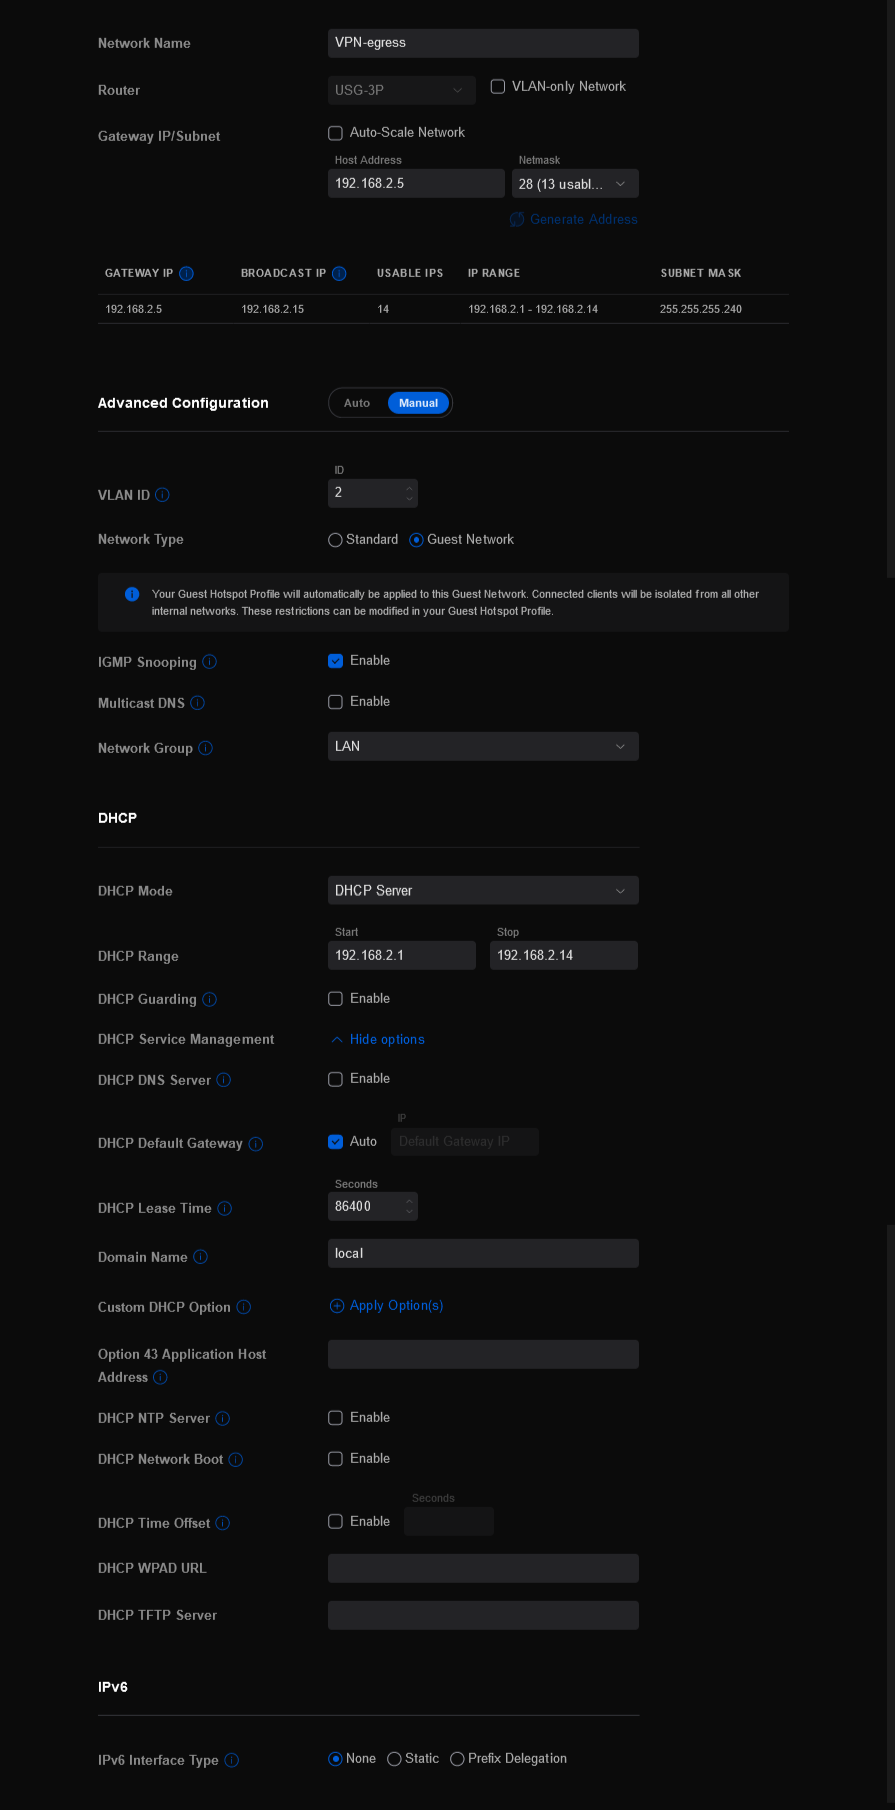 Network Name
VPN-egress
Router
USG-3P
VLAN-only Network
Gateway IP/Subnet
Auto-Scale Network
Host Address
Netmask
192.168.2.5
28 (13 usabl...
Generate Address
GATEWAY IP
BROADCAST IP
USABLE IPS
IP RANGE
SUBNET MASK
192.168.2.5
192.168.2.15
14
192.168.2.1 - 192.168.2.14
255.255.255.240
Advanced Configuration
Auto
Manual
ID
VLAN ID
2
Network Type
Standard
Guest Network
Your Guest Hotspot Profile will automatically be applied to this Guest Network. Connected clients will be isolated from all other
internal networks. These restrictions can be modified in your Guest Hotspot Profile.
IGMP Snooping
Enable
Multicast DNS
Enable
Network Group
LAN
DHCP
DHCP Mode
DHCP Server
Start
Stop
DHCP Range
192.168.2.1
192.168.2.14
DHCP Guarding
Enable
DHCP Service Management
Hide options
DHCP DNS Server
Enable
IP
DHCP Default Gateway
Auto
Default Gateway IP
Seconds
DHCP Lease Time
86400
Domain Name
local
Custom DHCP Option
Apply Option(s)
Option 43 Application Host
Address
DHCP NTP Server
Enable
DHCP Network Boot
Enable
Seconds
DHCP Time Offset
Enable
DHCP WPAD URL
DHCP TFTP Server
IPv6
IPv6 Interface Type
None
Static
Prefix Delegation